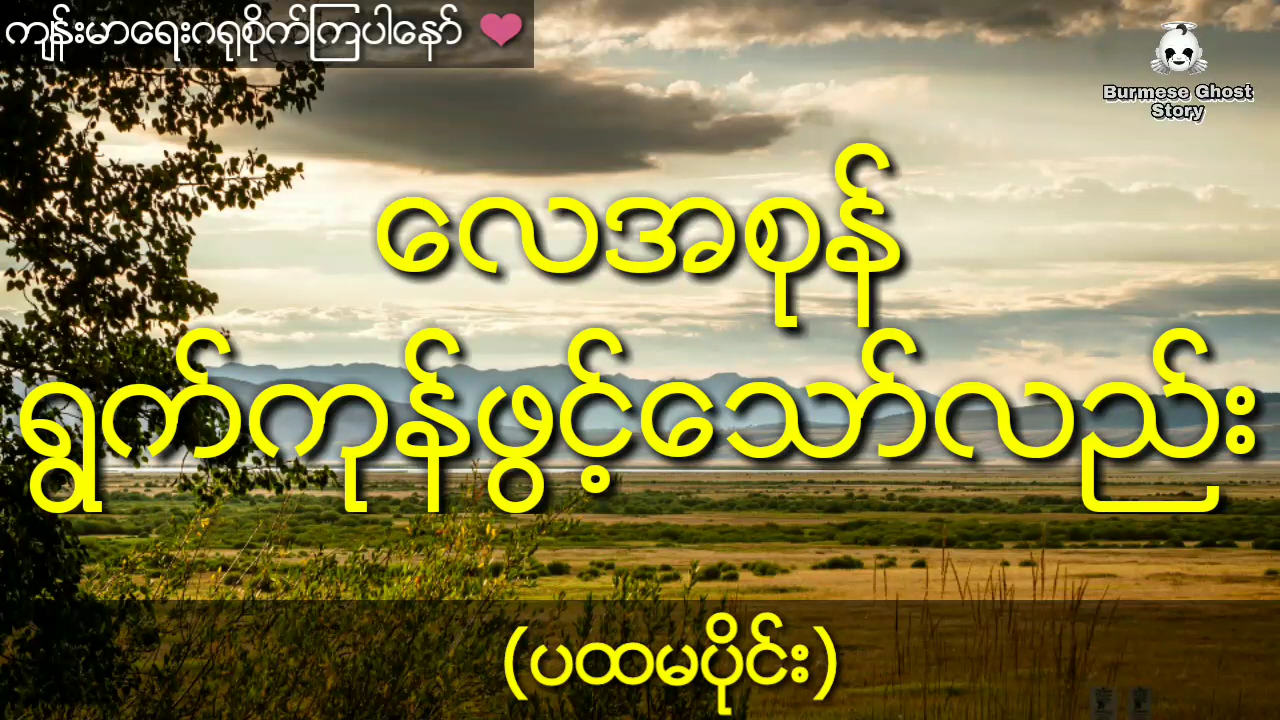 ကျန်းမာရေးဂရုစိုက်ကြပါနော် ❤
Burmese Ghost
Story
လေအစုန်
ရွက်ကုန်ဖွင့်သော်လည်း
(ပထမပိုင်း)